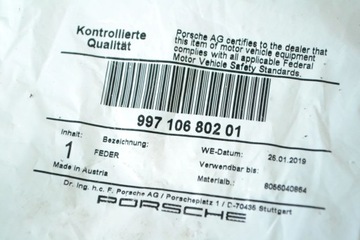 Kontrollierte
Qualität
Porsche AG certifies to the dealer that
this item of motor vehicle equipment
complies with all applicable Federal
Motor Vehicle Safety Standards.
997 106 802 01
Inhalt: Bezeichnung: WE-Datum: 26.01.2019
1 FEDER Verwendbar bis:
Made in Austria Materialb.: 8066040864
Dr. Ing. h.c. F. Porsche AG / Porscheplatz 1 / D-70435 Stuttgart
PORSCHE